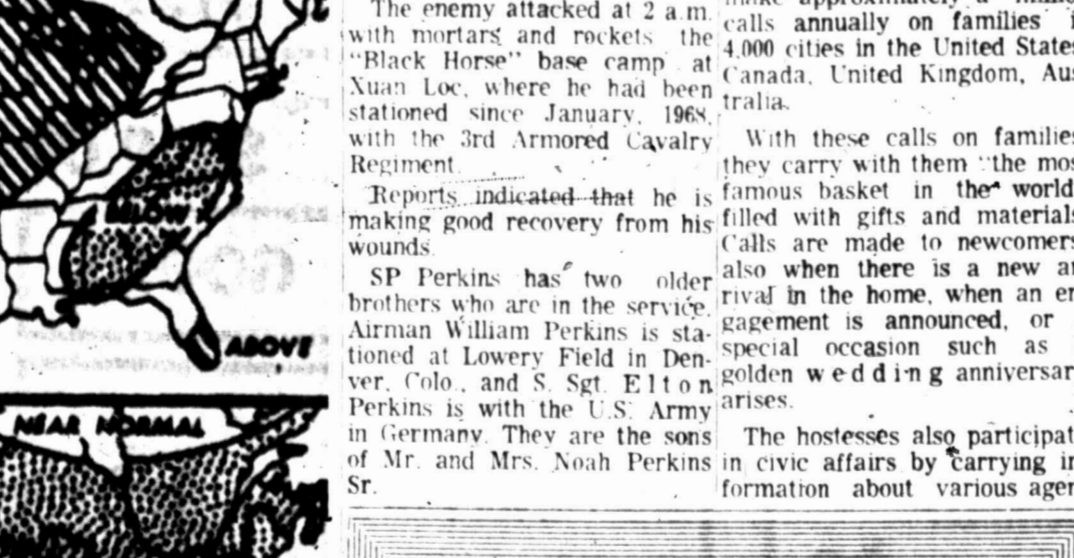 BELOW
ABOVE
NEAR NORMAL
The enemy attacked at 2 a.m.
with mortars and rockets the
"Black Horse" base camp at
Xuan Loc, where he had been
stationed since January, 1968,
with the 3rd Armored Cavalry
Regiment.
Reports indicated that he is
making good recovery from his
wounds.
SP Perkins has two older
brothers who are in the service.
Airman William Perkins is sta-
tioned at Lowery Field in Den-
ver, Colo., and S. Sgt. Elton
Perkins is with the U.S. Army
in Germany. They are the sons
of Mr. and Mrs. Noah Perkins
Sr.
make approximately a
calls annually on families
4,000 cities in the United States
Canada, United Kingdom, Aus
tralia.
With these calls on families
they carry with them "the mos
famous basket in the world
filled with gifts and materials
Calls are made to newcomers
also when there is a new ar
rival in the home, when an en
gagement is announced, or
special occasion such as
golden wedding anniversar
arises.
The hostesses also participat
in civic affairs by carrying in
formation about various agen